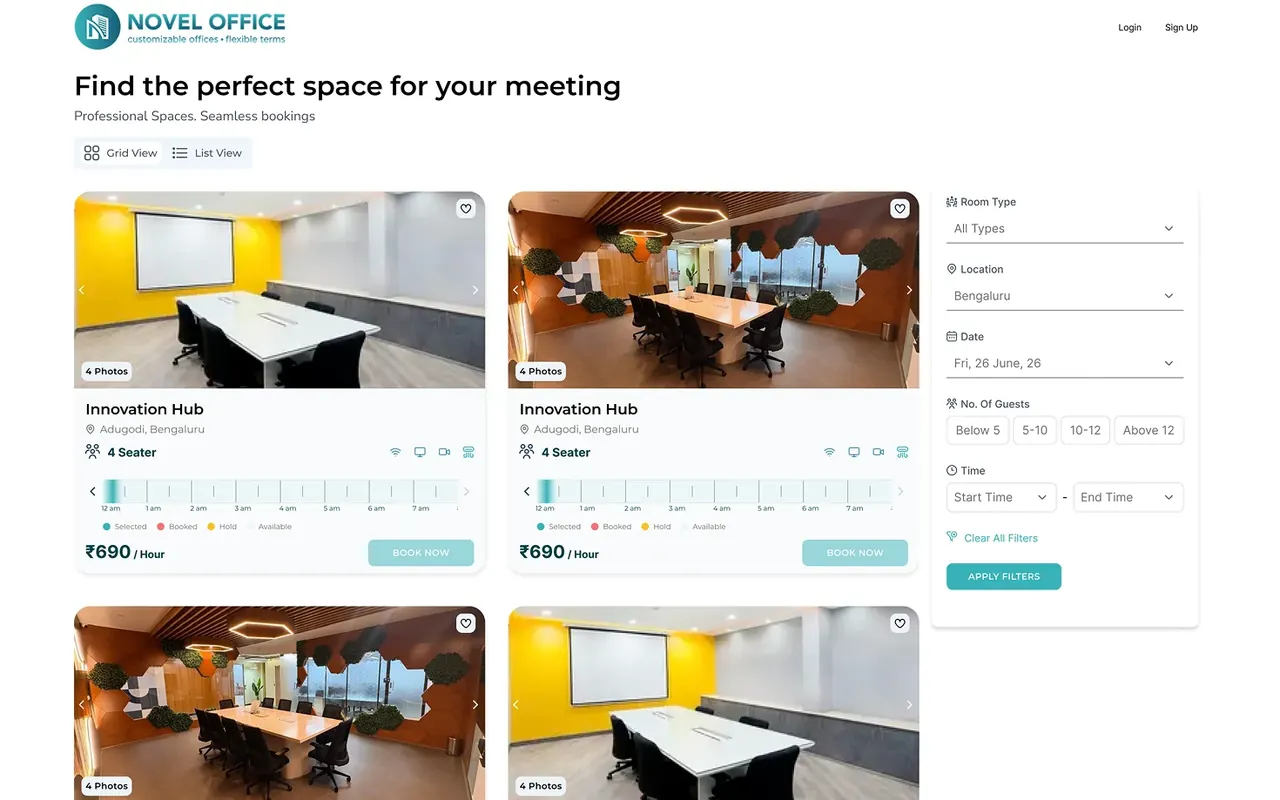 NOVEL OFFICE
customizable offices • flexible terms
Login
Sign Up
Find the perfect space for your meeting
Professional Spaces. Seamless bookings
Grid View
List View
4 Photos
Innovation Hub
Adugodi, Bengaluru
4 Seater
12 am 1 am 2 am 3 am 4 am 5 am 6 am 7 am
Selected Booked Hold Available
₹690 / Hour
BOOK NOW
4 Photos
Innovation Hub
Adugodi, Bengaluru
4 Seater
12 am 1 am 2 am 3 am 4 am 5 am 6 am 7 am
Selected Booked Hold Available
₹690 / Hour
BOOK NOW
4 Photos
4 Photos
Room Type
All Types
Location
Bengaluru
Date
Fri, 26 June, 26
No. Of Guests
Below 5 5-10 10-12 Above 12
Time
Start Time - End Time
Clear All Filters
APPLY FILTERS